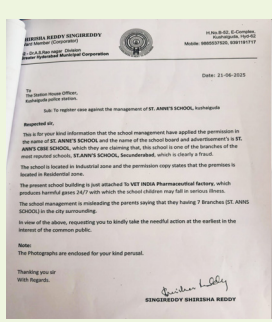 SHIRISHA REDDY SINGIREDDY
Ward Member (Corporator)
Dr.A.S.Rao nagar Division
Greater Hyderabad Municipal Corporation
H.No.B-52, E-Complex,
Kushaiguda, Hyd-62
Mobile:
Date: 21-06-2025
To
The Station House Officer,
kushaiguda police station.
Sub: To register case against the management of ST. ANNE'S SCHOOL, kushaiguda
Respected sir,
This is for your kind information that the school management have applied the permission in
the name of ST. ANNE'S SCHOOL and the name of the school board and advertisement's is ST.
ANN'S CBSE SCHOOL, which they are claiming that, this school is one of the branches of the
most reputed schools, ST.ANN'S SCHOOL, Secunderabad, which is clearly a fraud.
The school is located in Industrial zone and the permission copy states that the premises is
located in Residential zone.
The present school building is just attached to VET INDIA Pharmaceutical factory, which
produces harmful gases 24/7 with which the school children may fall in serious illness.
The school management is misleading the parents saying that they having 7 Branches (ST. ANNS
SCHOOL) in the city surrounding.
In view of the above, requesting you to kindly take the needful action at the earliest in the
interest of the common public.
Note:
The Photographs are enclosed for your kind perusal.
Thanking you sir
With Regards.
SINGIREDDY SHIRISHA REDDY